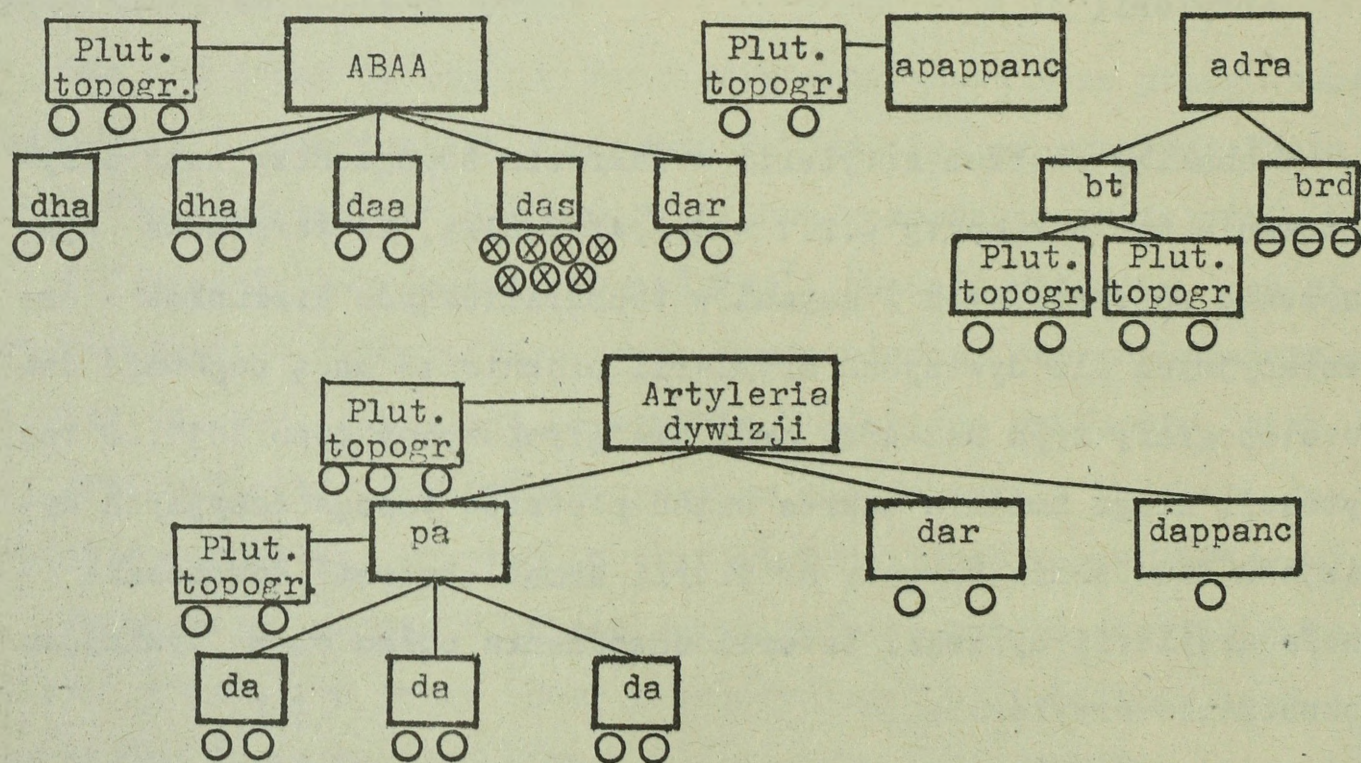 Plut.
topogr.
ABAA
Plut.
topogr.
apappanc
adra
dha
dha
daa
das
dar
bt
brd
Plut.
topogr.
Plut.
topogr.
Plut.
topogr.
Artyleria
dywizji
Plut.
topogr.
pa
dar
dappanc
da
da
da